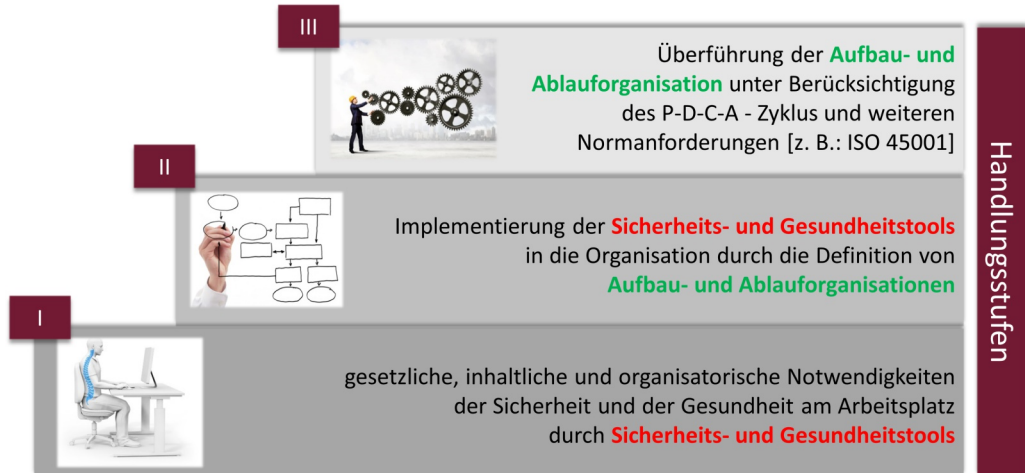 III
Überführung der Aufbau- und
Ablauforganisation unter Berücksichtigung
des P-D-C-A - Zyklus und weiteren
Normanforderungen [z. B.: ISO 45001]
II
Implementierung der Sicherheits- und Gesundheitstools
in die Organisation durch die Definition von
Aufbau- und Ablauforganisationen
I
gesetzliche, inhaltliche und organisatorische Notwendigkeiten
der Sicherheit und der Gesundheit am Arbeitsplatz
durch Sicherheits- und Gesundheitstools
Handlungsstufen